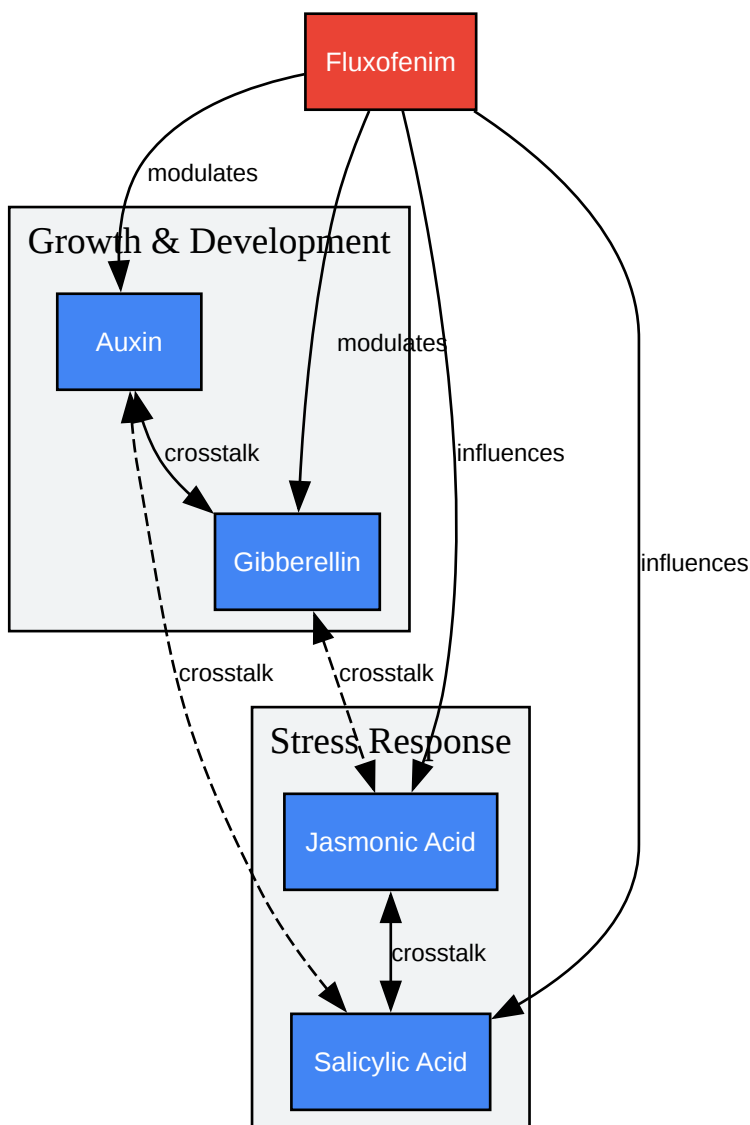 Fluxofenim
modulates
Growth & Development
Auxin
modulates
crosstalk
influences
Gibberellin
influences
crosstalk
crosstalk
Stress Response
Jasmonic Acid
crosstalk
Salicylic Acid